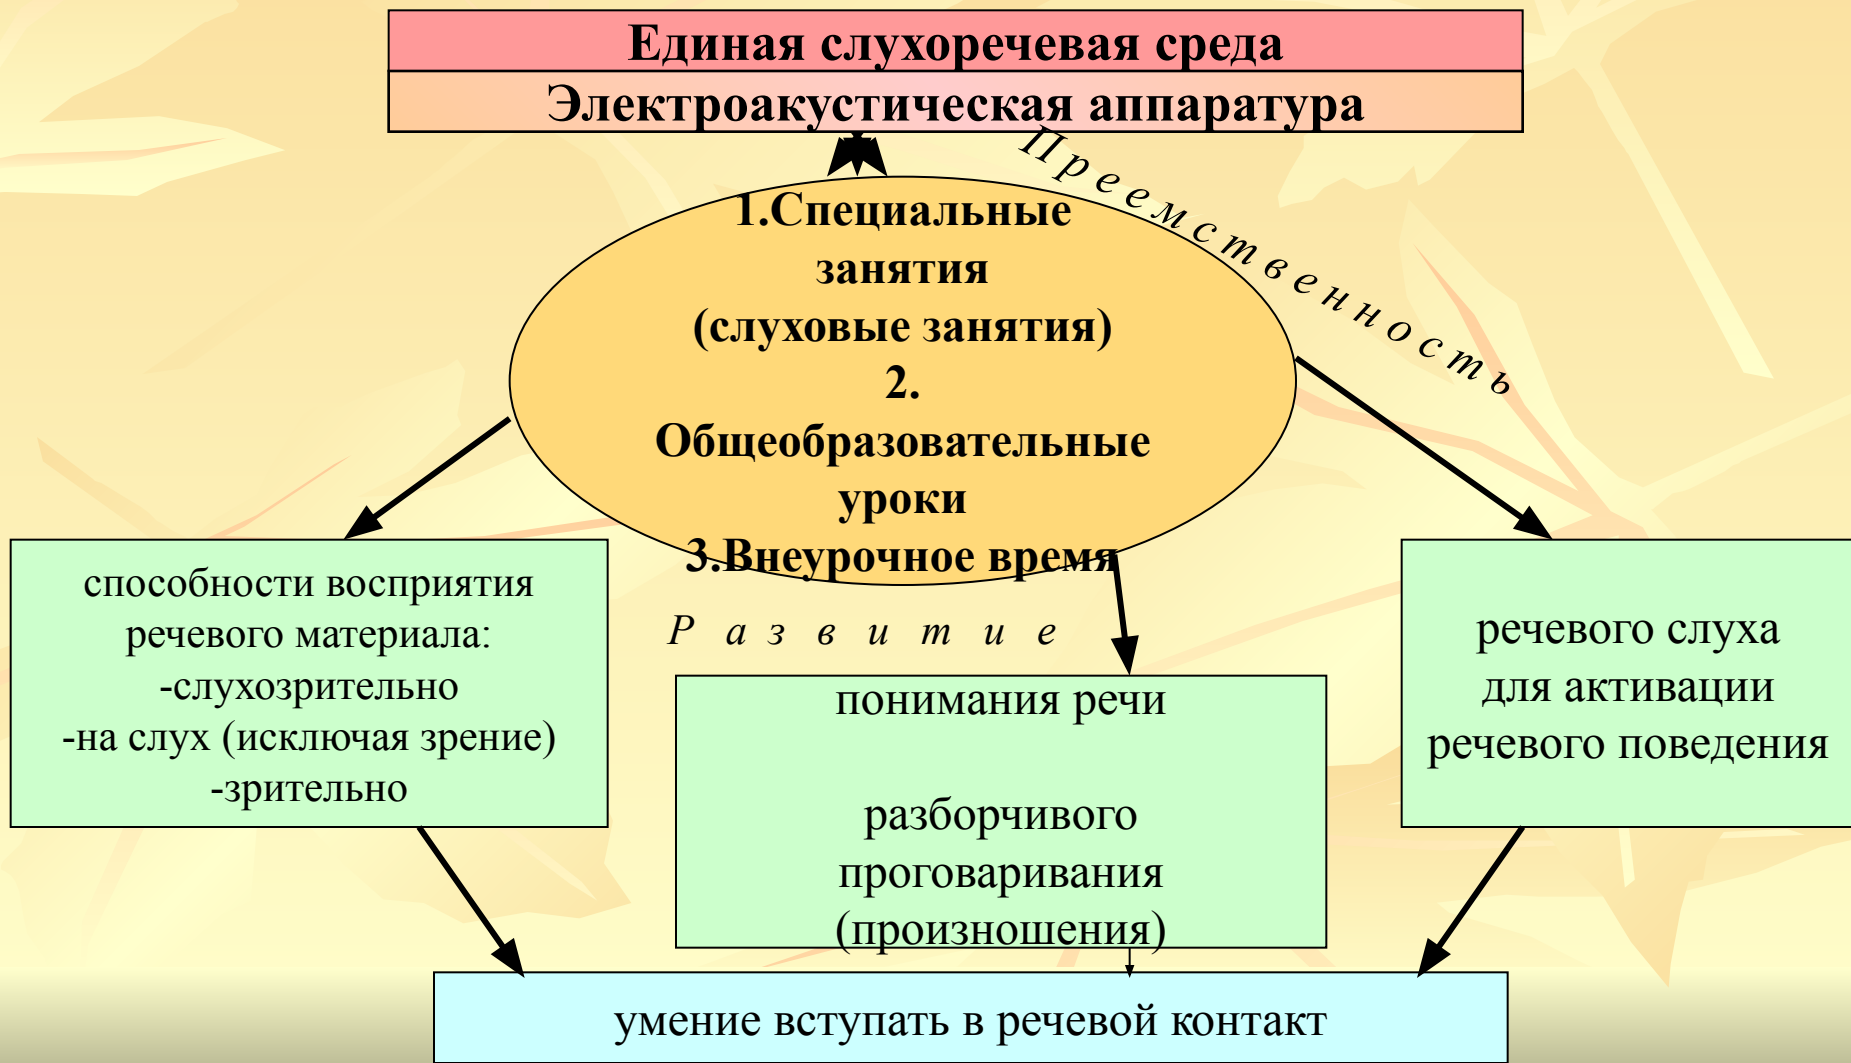 Единая слухоречевая среда
Электроакустическая аппаратура
Преемственность
1.Специальные
занятия
(слуховые занятия)
2.
Общеобразовательные
уроки
3.Внеурочное время
Развитие
способности восприятия
речевого материала:
-слухозрительно
-на слух (исключая зрение)
-зрительно
понимания речи
разборчивого
проговаривания
(произношения)
речевого слуха
для активации
речевого поведения
умение вступать в речевой контакт